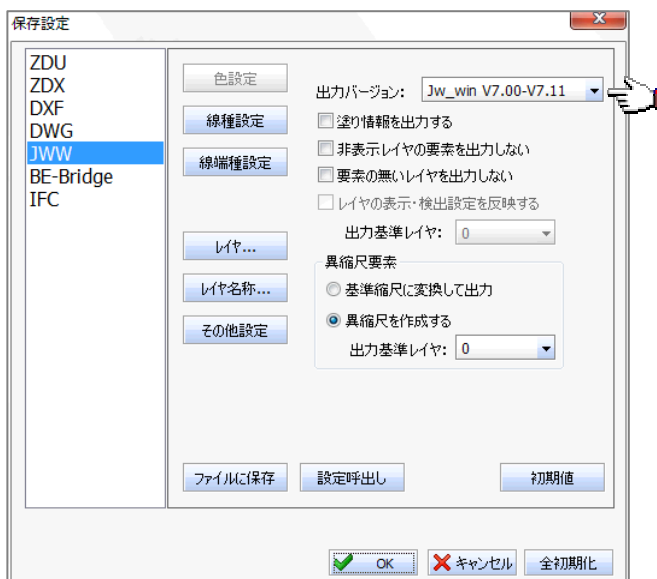 保存設定
ZDU
ZDX
DXF
DWG
JWW
BE-Bridge
IFC
色設定
線種設定
線端種設定
レイヤ...
レイヤ名称...
その他設定
出力バージョン: Jw_win V7.00-V7.11
塗り情報を出力する
非表示レイヤの要素を出力しない
要素の無いレイヤを出力しない
レイヤの表示・検出設定を反映する
出力基準レイヤ: 0
異縮尺要素
基準縮尺に変換して出力
異縮尺を作成する
出力基準レイヤ: 0
ファイルに保存 設定呼出し 初期値
OK キャンセル 全初期化